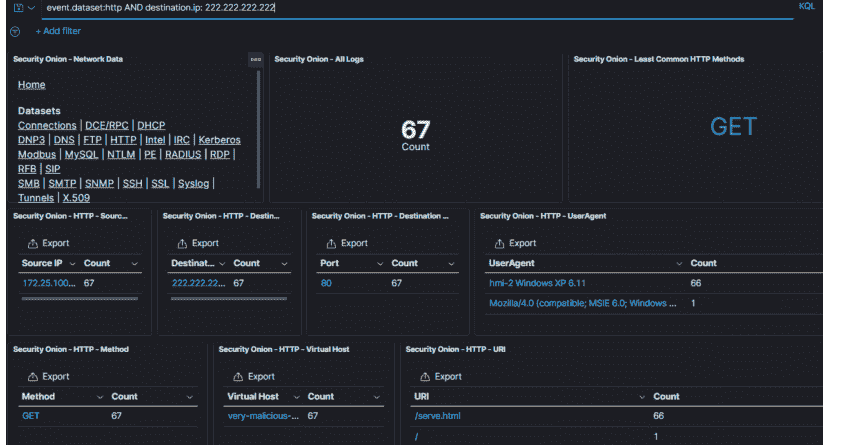 event.dataset:http AND destination.ip: 222.222.222.222
KQL
+ Add filter
Security Onion - Network Data
Home
Datasets
Connections | DCE/RPC | DHCP
DNP3 | DNS | FTP | HTTP | Intel | IRC | Kerberos
Modbus | MySQL | NTLM | PE | RADIUS | RDP |
RFB | SIP
SMB | SMTP | SNMP | SSH | SSL | Syslog |
Tunnels | X.509
Security Onion - All Logs
67
Count
Security Onion - Least Common HTTP Methods
GET
Security Onion - HTTP - Sourc...
Export
Source IP Count
172.25.100... 67
Security Onion - HTTP - Destin...
Export
Destinat... Count
222.222.22... 67
Security Onion - HTTP - Destination ...
Export
Port Count
80 67
Security Onion - HTTP - UserAgent
Export
UserAgent Count
hmi-2 Windows XP 6.11 66
Mozilla/4.0 (compatible; MSIE 6.0; Windows ... 1
Security Onion - HTTP - Method
Export
Method Count
GET 67
Security Onion - HTTP - Virtual Host
Export
Virtual Host Count
very-malicious-... 67
Security Onion - HTTP - URI
Export
URI Count
/serve.html 66
/ 1